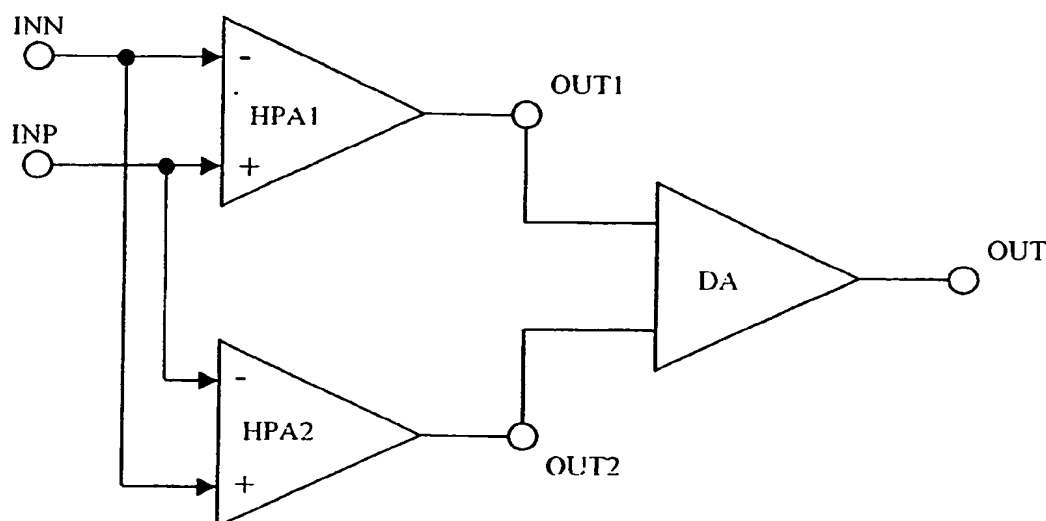 INN
-
HPA1
OUT1
INP
+
DA
OUT
-
HPA2
+
OUT2